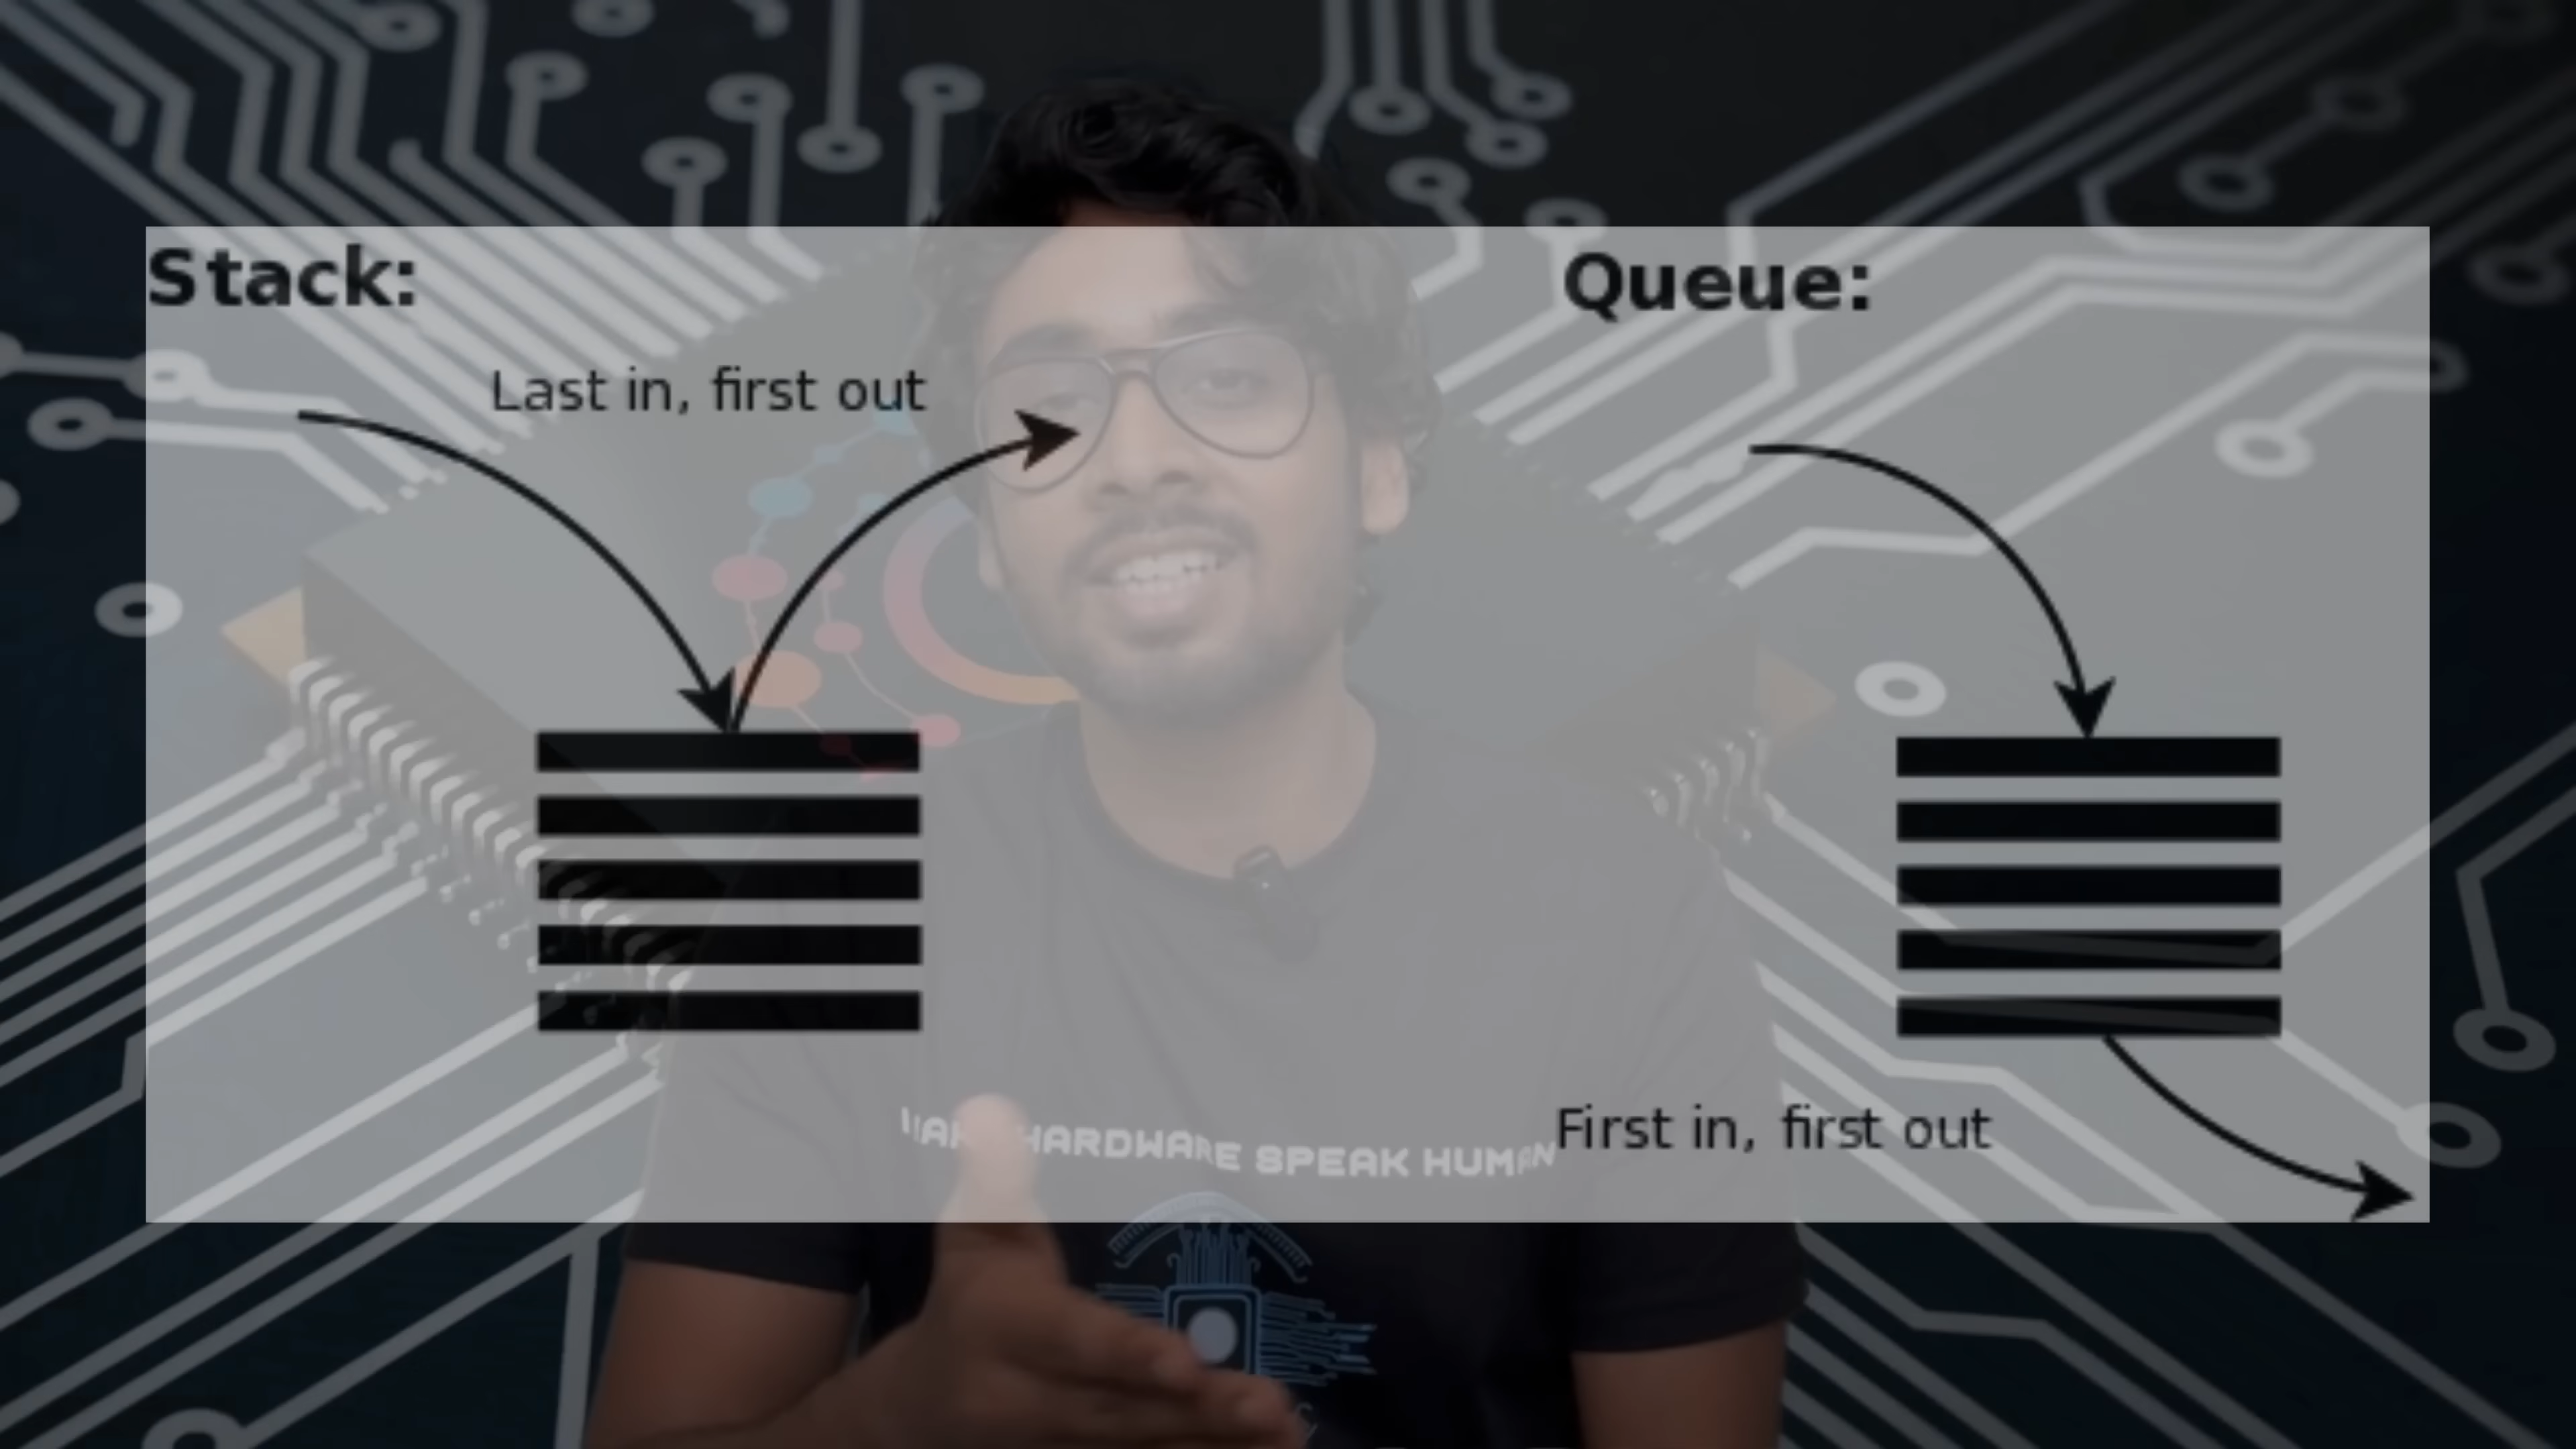 Stack:
Last in, first out
Queue:
First in, first out
HARDWARE SPEAK HUMAN